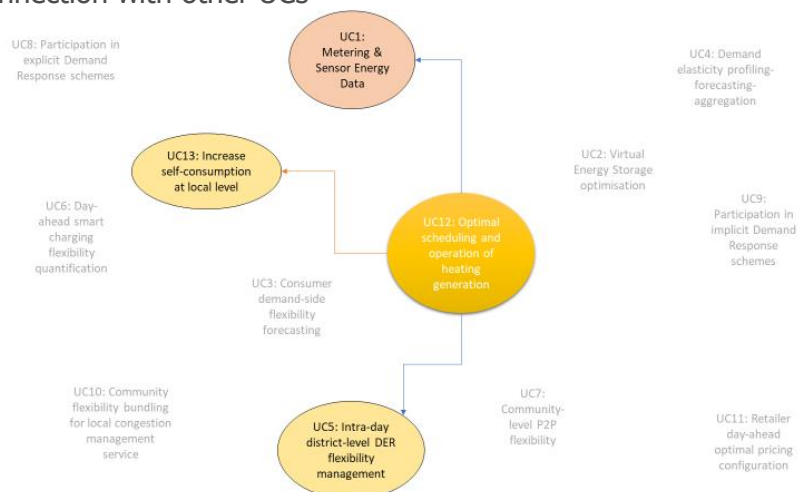 UC8: Participation in
explicit Demand
Response schemes
UC1:
Metering &
Sensor Energy
Data
UC4: Demand
elasticity profiling-
forecasting-
aggregation
UC13: Increase
self-consumption
at local level
UC2: Virtual
Energy Storage
optimisation
UC6: Day-
ahead smart
charging
flexibility
quantification
UC12: Optimal
scheduling and
operation of
heating
generation
UC9:
Participation in
implicit Demand
Response
schemes
UC3: Consumer
demand-side
flexibility
forecasting
UC10: Community
flexibility bundling
for local congestion
management
service
UC5: Intra-day
district-level DER
flexibility
management
UC7:
Community-
level P2P
flexibility
UC11: Retailer
day-ahead
optimal pricing
configuration